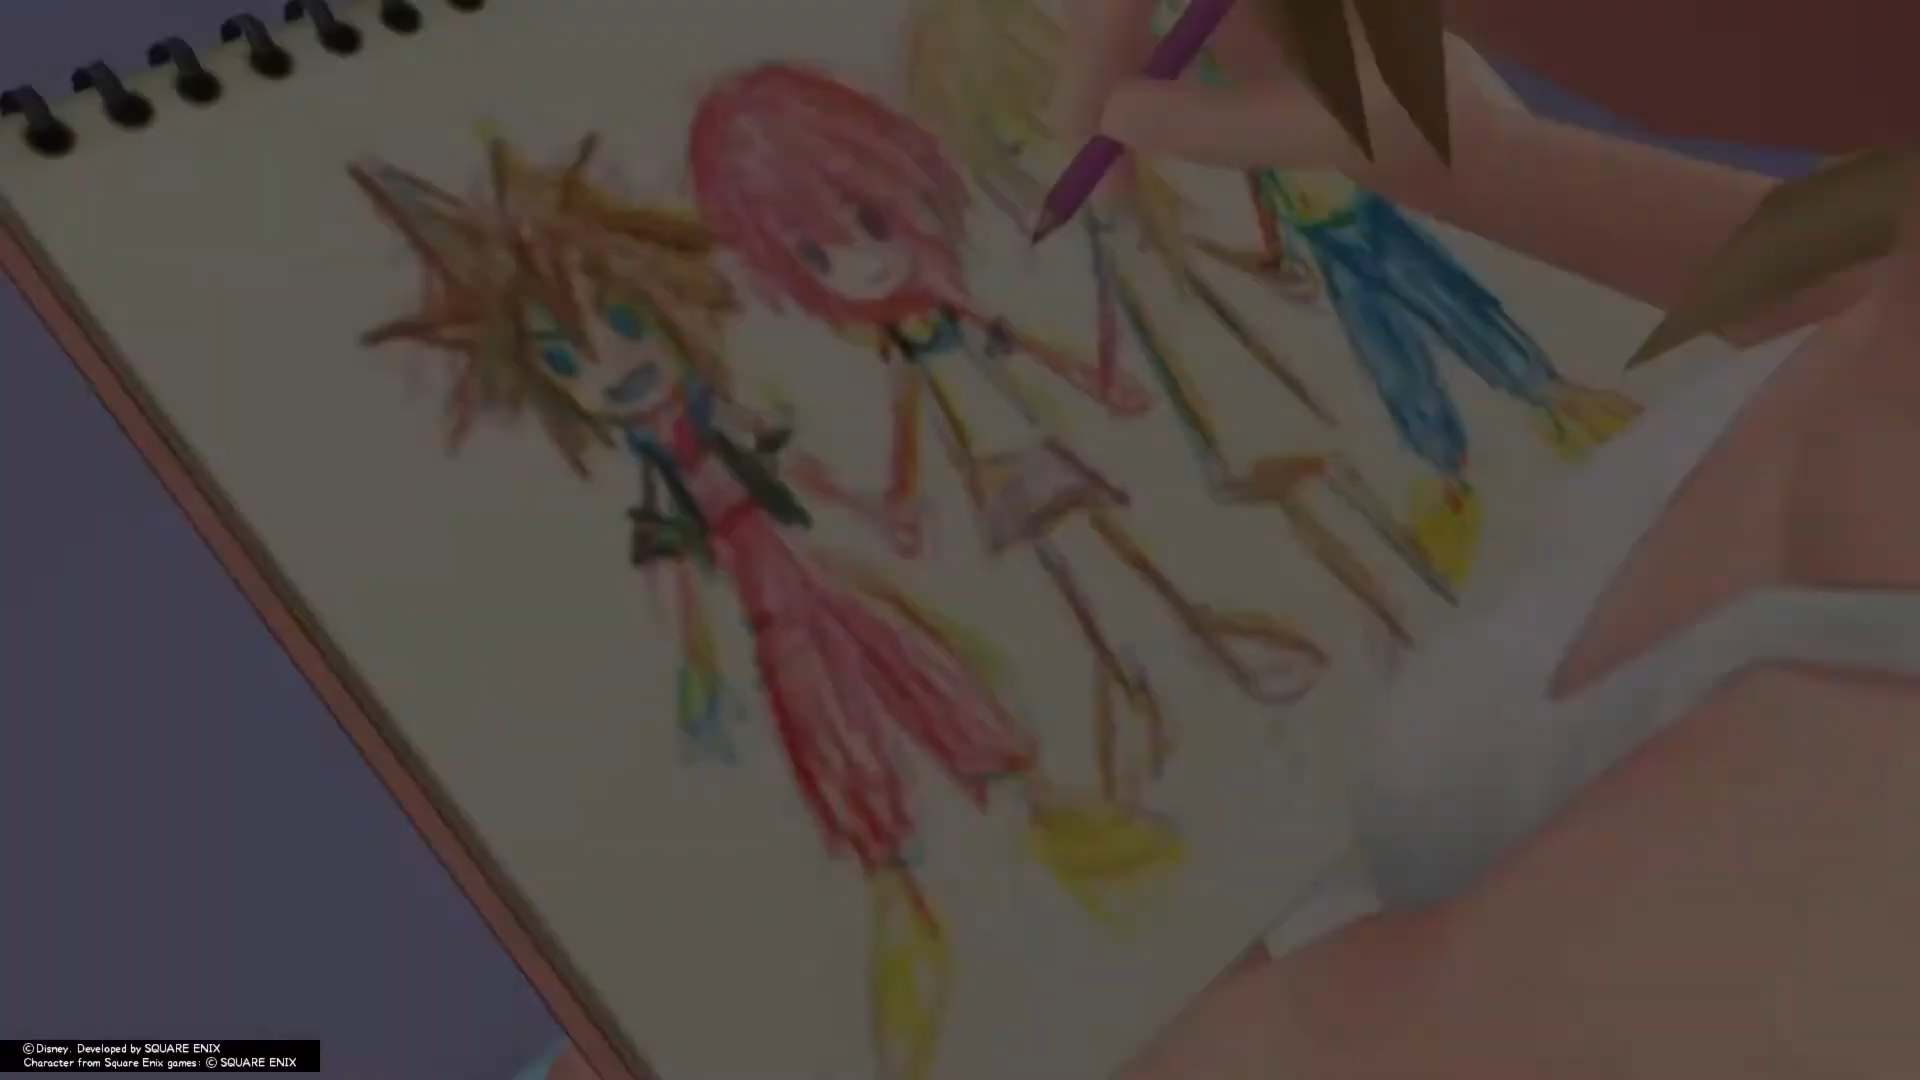 ©Disney. Developed by SQUARE ENIX
Character from Square Enix games: © SQUARE ENIX